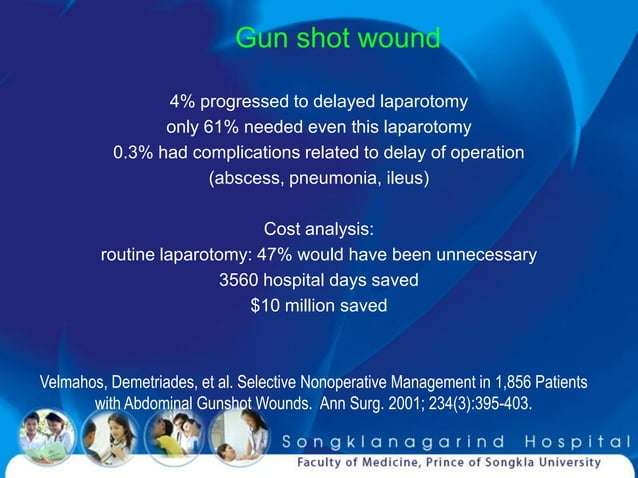 Gun shot wound
4% progressed to delayed laparotomy
only 61% needed even this laparotomy
0.3% had complications related to delay of operation
(abscess, pneumonia, ileus)
Cost analysis:
routine laparotomy: 47% would have been unnecessary
3560 hospital days saved
$10 million saved
Velmahos, Demetriades, et al. Selective Nonoperative Management in 1,856 Patients
with Abdominal Gunshot Wounds. Ann Surg. 2001; 234(3):395-403.
Songklanagarind Hospital
Faculty of Medicine, Prince of Songkla University